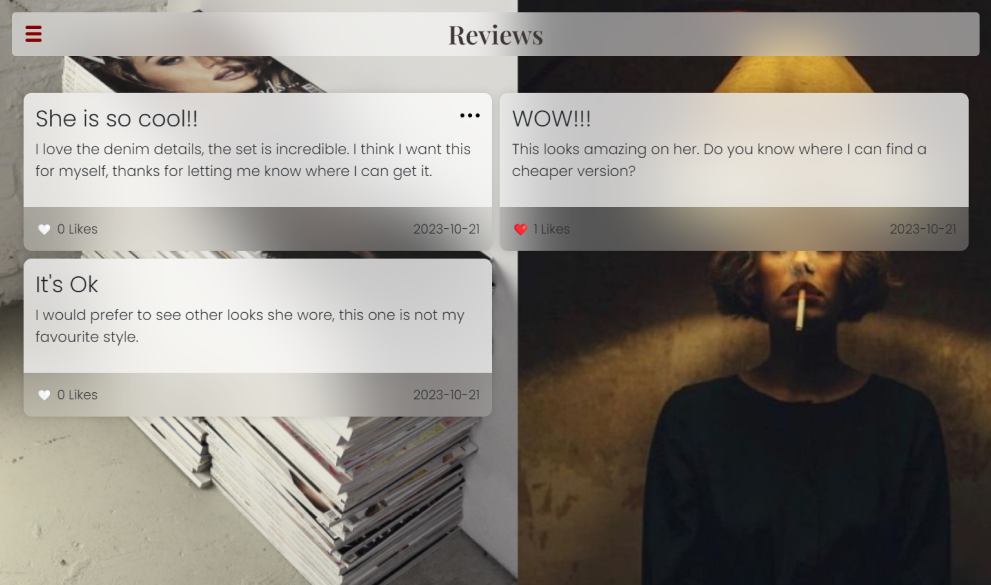 Reviews
She is so cool!!
I love the denim details, the set is incredible. I think I want this
for myself, thanks for letting me know where I can get it.
0 Likes
2023-10-21
WOW!!!
This looks amazing on her. Do you know where I can find a
cheaper version?
1 Likes
2023-10-21
It's Ok
I would prefer to see other looks she wore, this one is not my
favourite style.
0 Likes
2023-10-21